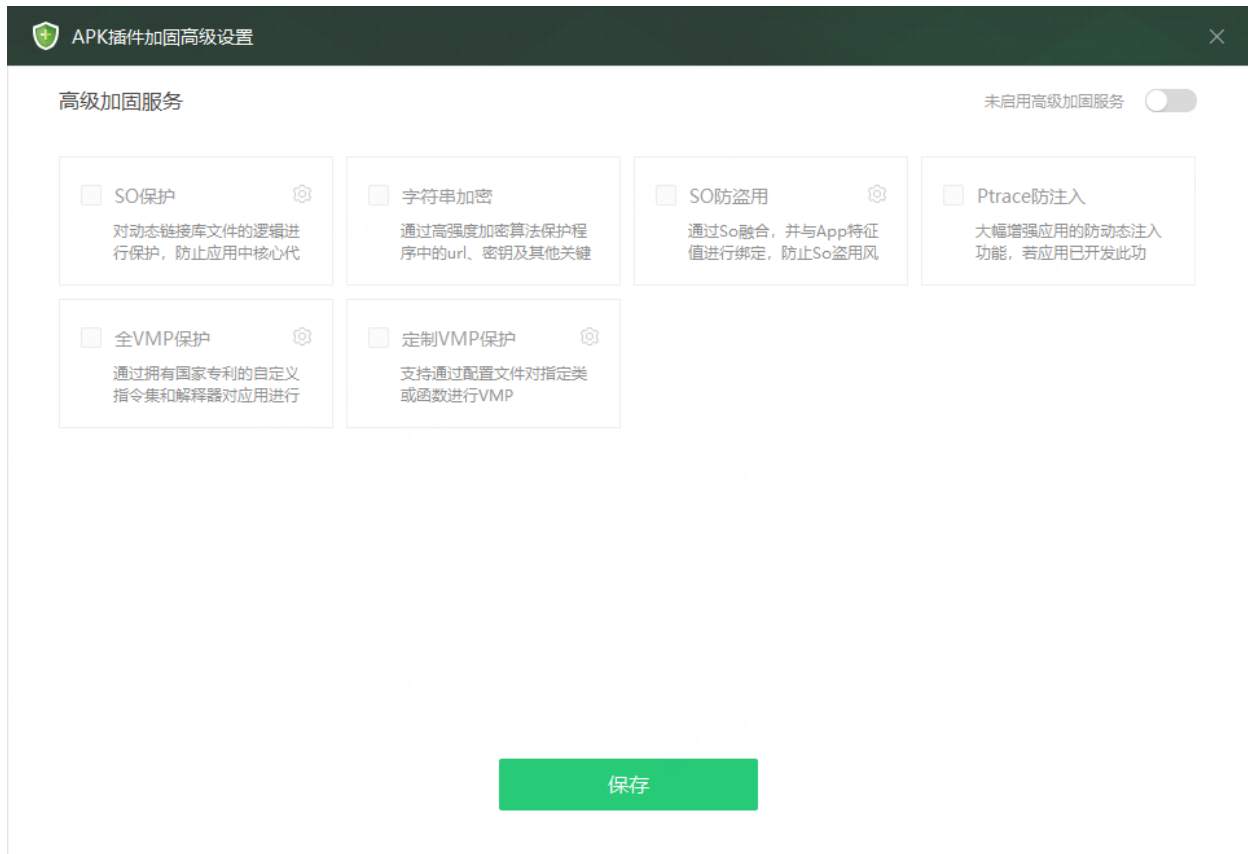 APK插件加固高级设置
高级加固服务
未启用高级加固服务
SO保护
对动态链接库文件的逻辑进
行保护，防止应用中核心代
字符串加密
通过高强度加密算法保护程
序中的url、密钥及其他关键
SO防盗用
通过So融合，并与App特征
值进行绑定，防止So盗用风
Ptrace防注入
大幅增强应用的防动态注入
功能，若应用已开发此功
全VMP保护
通过拥有国家专利的自定义
指令集和解释器对应用进行
定制VMP保护
支持通过配置文件对指定类
或函数进行VMP
保存